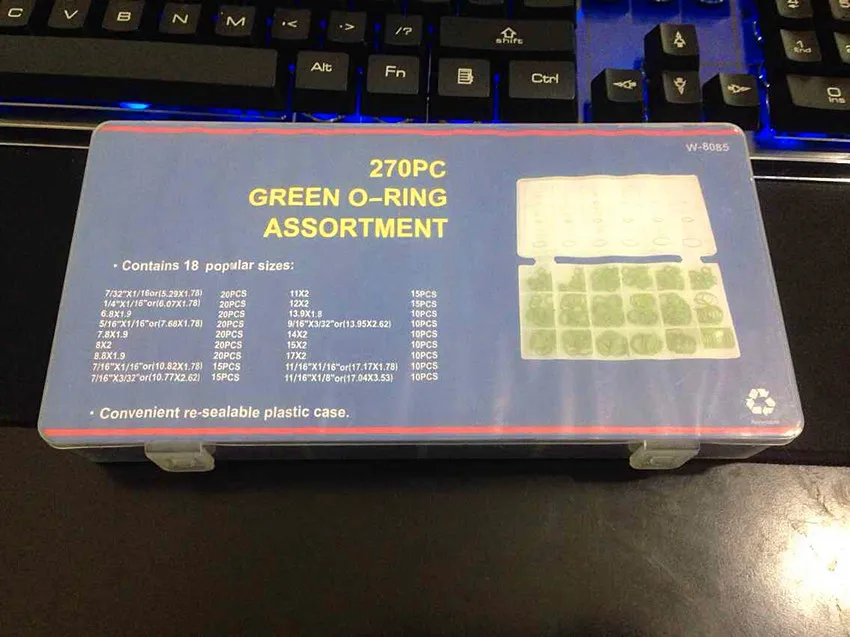 C V B N M < > /? shift
Alt Fn Ctrl
1 End
0 Ins
W-8085
270PC
GREEN O-RING
ASSORTMENT
• Contains 18 popular sizes:
7/32"X1/16or(5.29X1.78) 20PCS 11X2 15PCS
1/4"X1/16"or(6.07X1.78) 20PCS 12X2 15PCS
6.8X1.9 20PCS 13.9X1.8 10PCS
5/16"X1/16"or(7.68X1.78) 20PCS 9/16"X3/32"or(13.95X2.62) 10PCS
7.8X1.9 20PCS 14X2 10PCS
8X2 20PCS 15X2 10PCS
8.8X1.9 20PCS 17X2 10PCS
7/16"X1/16"or(10.82X1.78) 15PCS 11/16"X1/16"or(17.17X1.78) 10PCS
7/16"X3/32"or(10.77X2.62) 15PCS 11/16"X1/8"or(17.04X3.53) 10PCS
• Convenient re-sealable plastic case.